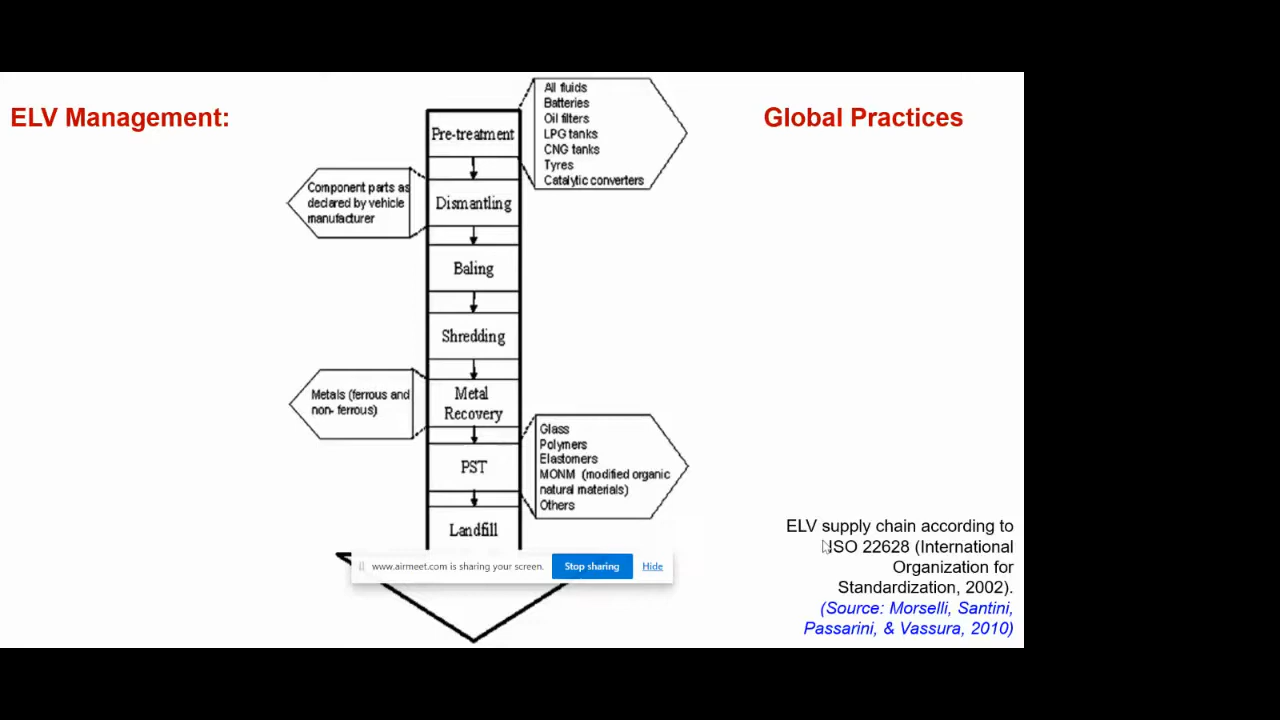 ELV Management:
Global Practices
All fluids
Batteries
Oil filters
LPG tanks
CNG tanks
Tyres
Catalytic converters
Pre-treatment
Component parts as
declared by vehicle
manufacturer
Dismantling
Baling
Shredding
Metals (ferrous and
non- ferrous)
Metal
Recovery
Glass
Polymers
Elastomers
MONM (modified organic
natural materials)
Others
PST
Landfill
www.airmeet.com is sharing your screen.
Stop sharing
Hide
ELV supply chain according to
ISO 22628 (International
Organization for
Standardization, 2002).
(Source: Morselli, Santini,
Passarini, & Vassura, 2010)